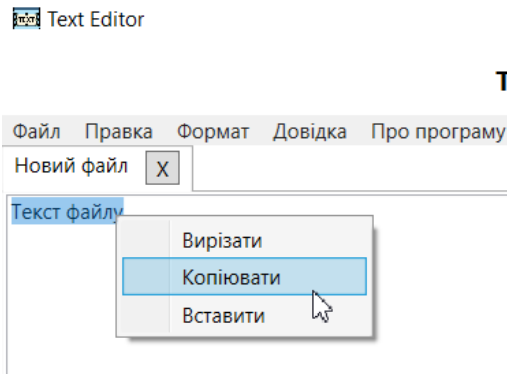 Text Editor
Файл Правка Формат Довідка Про програму
Новий файл X
Текст файлу
Вирізати
Копіювати
Вставити